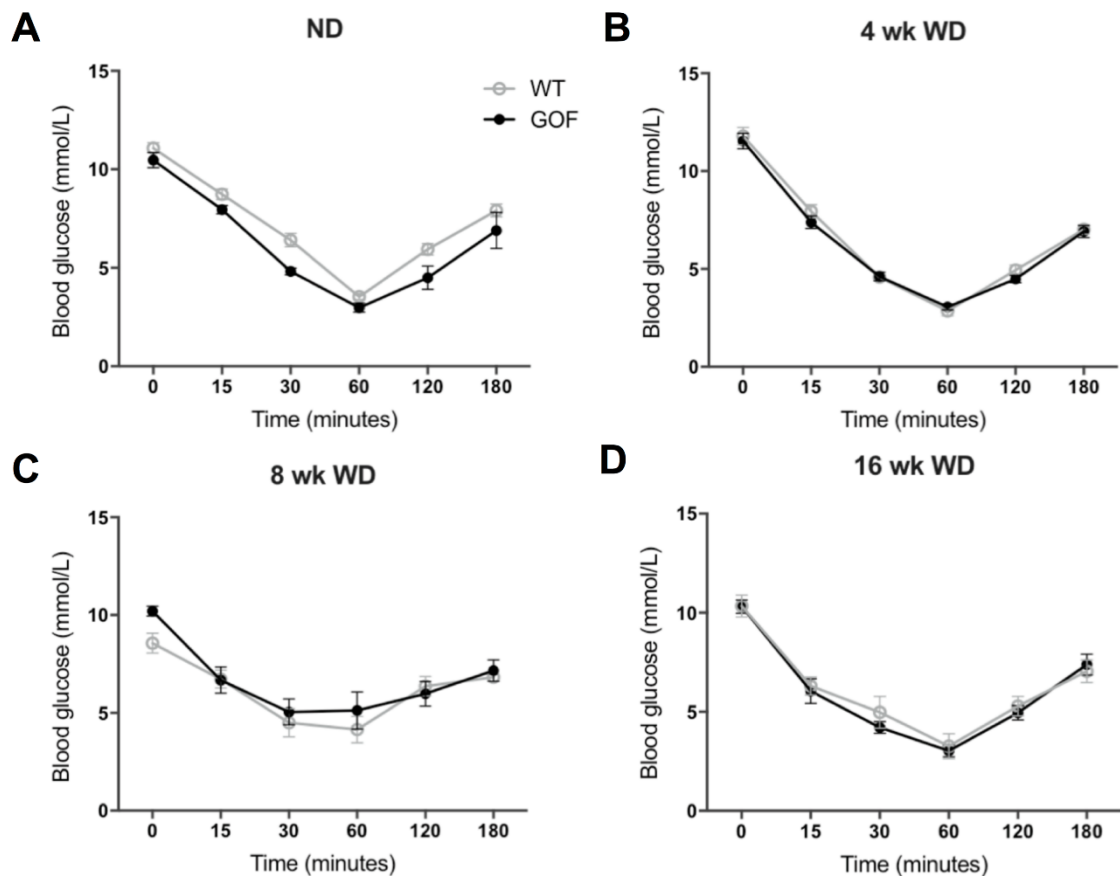 A
ND
15
10
5
0
Blood glucose (mmol/L)
WT
GOF
0 15 30 60 120 180
Time (minutes)
B
4 wk WD
15
10
5
0
Blood glucose (mmol/L)
0 15 30 60 120 180
Time (minutes)
C
8 wk WD
15
10
5
0
Blood glucose (mmol/L)
0 15 30 60 120 180
Time (minutes)
D
16 wk WD
15
10
5
0
Blood glucose (mmol/L)
0 15 30 60 120 180
Time (minutes)